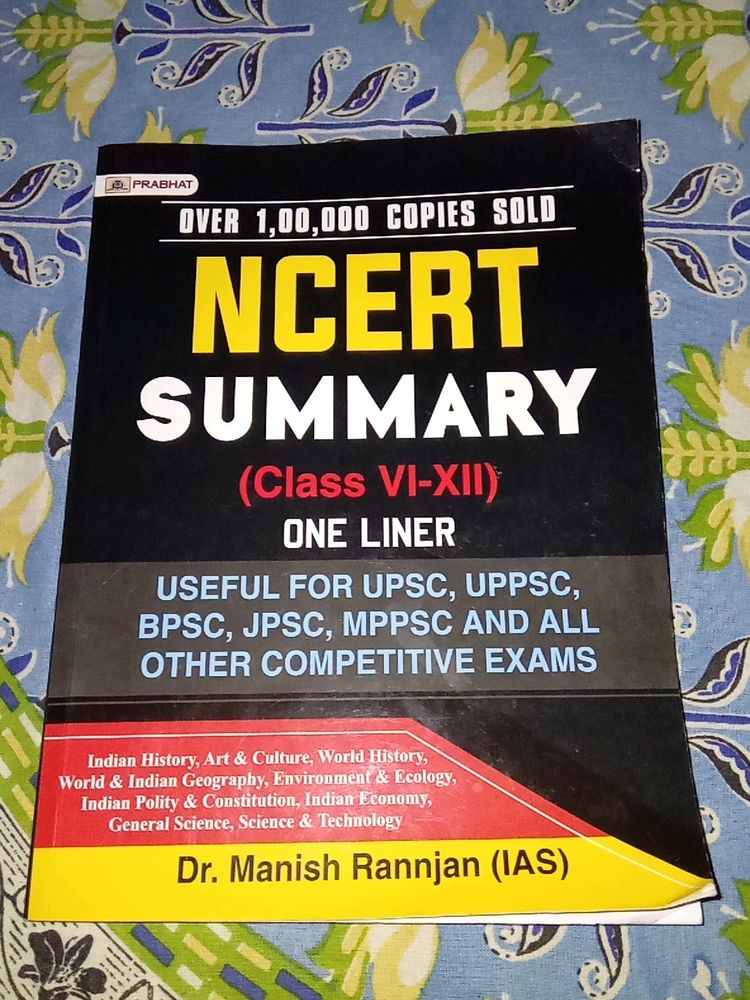 PRABHAT
OVER 1,00,000 COPIES SOLD
NCERT
SUMMARY
(Class VI-XII)
ONE LINER
USEFUL FOR UPSC, UPPSC,
BPSC, JPSC, MPPSC AND ALL
OTHER COMPETITIVE EXAMS
Indian History, Art & Culture, World History,
World & Indian Geography, Environment & Ecology,
Indian Polity & Constitution, Indian Economy,
General Science, Science & Technology
Dr. Manish Rannjan (IAS)